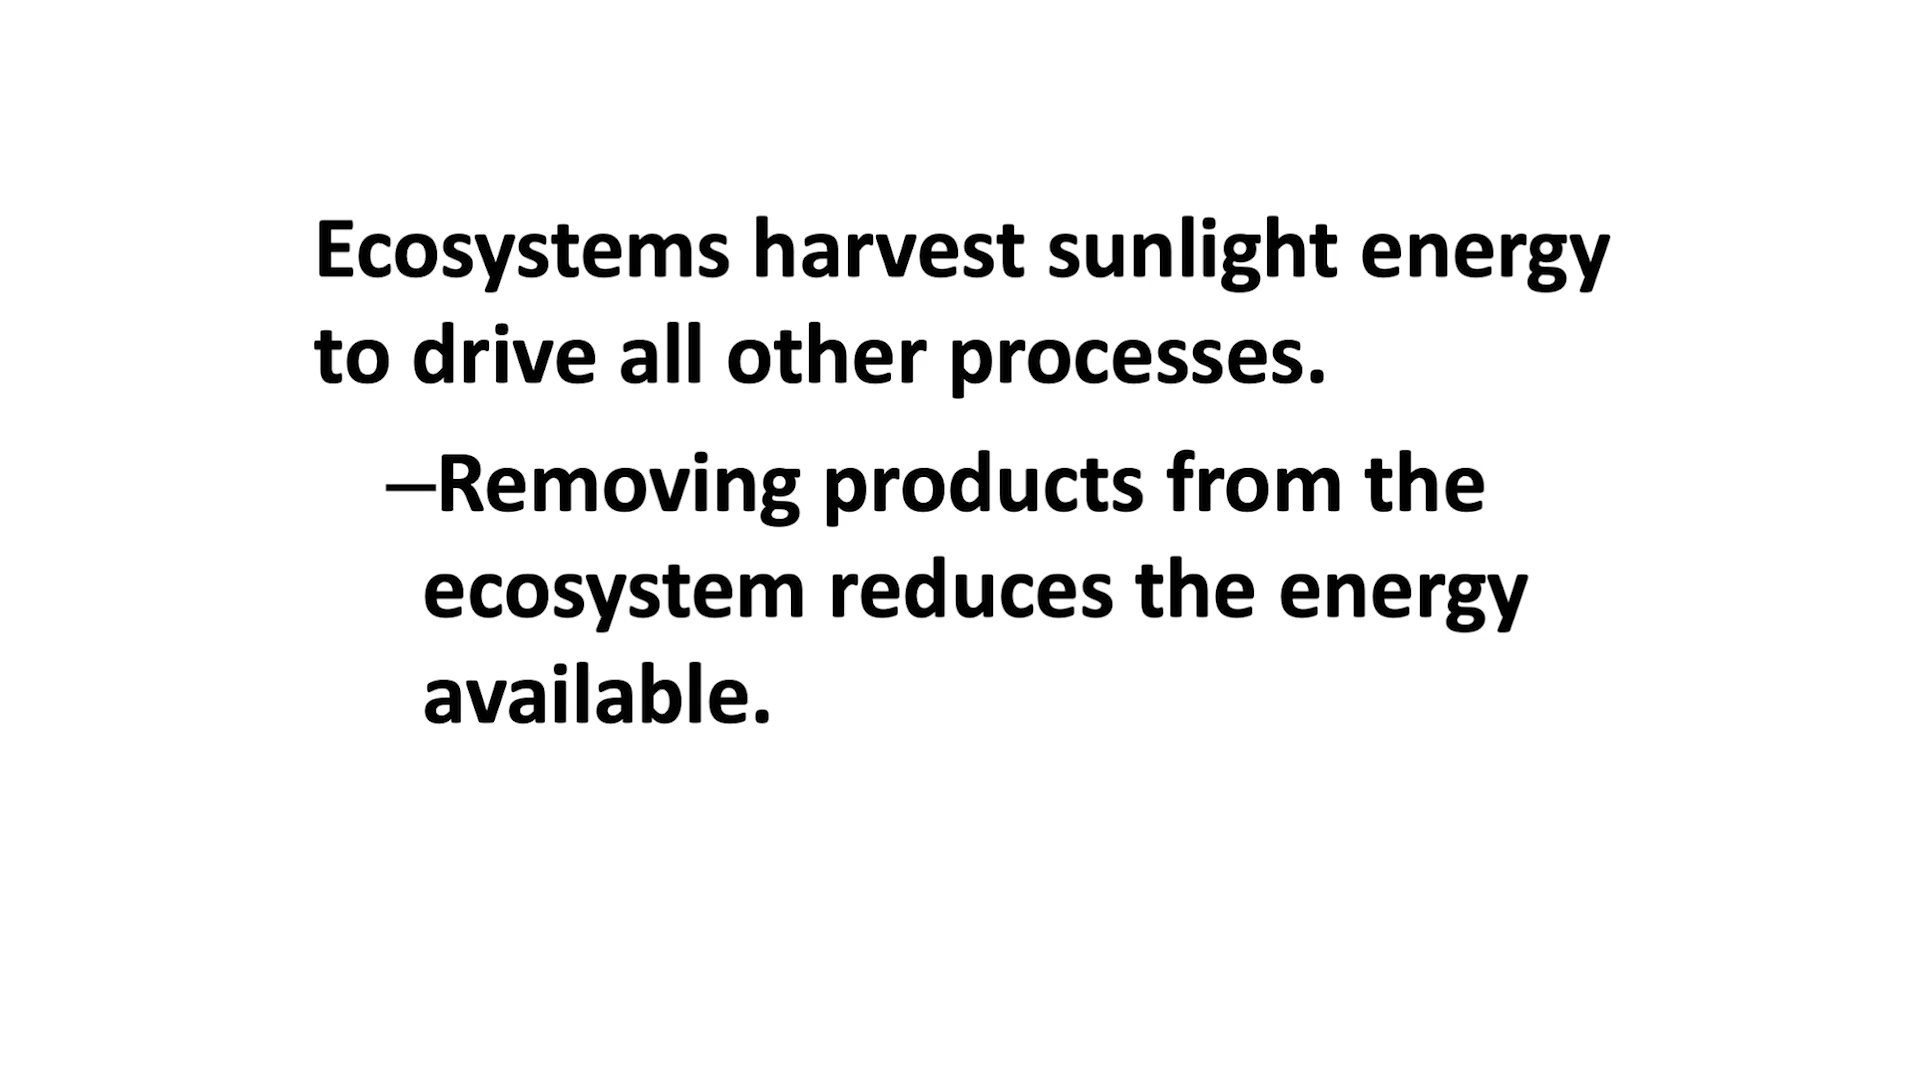 Ecosystems harvest sunlight energy
to drive all other processes.
–Removing products from the
ecosystem reduces the energy
available.